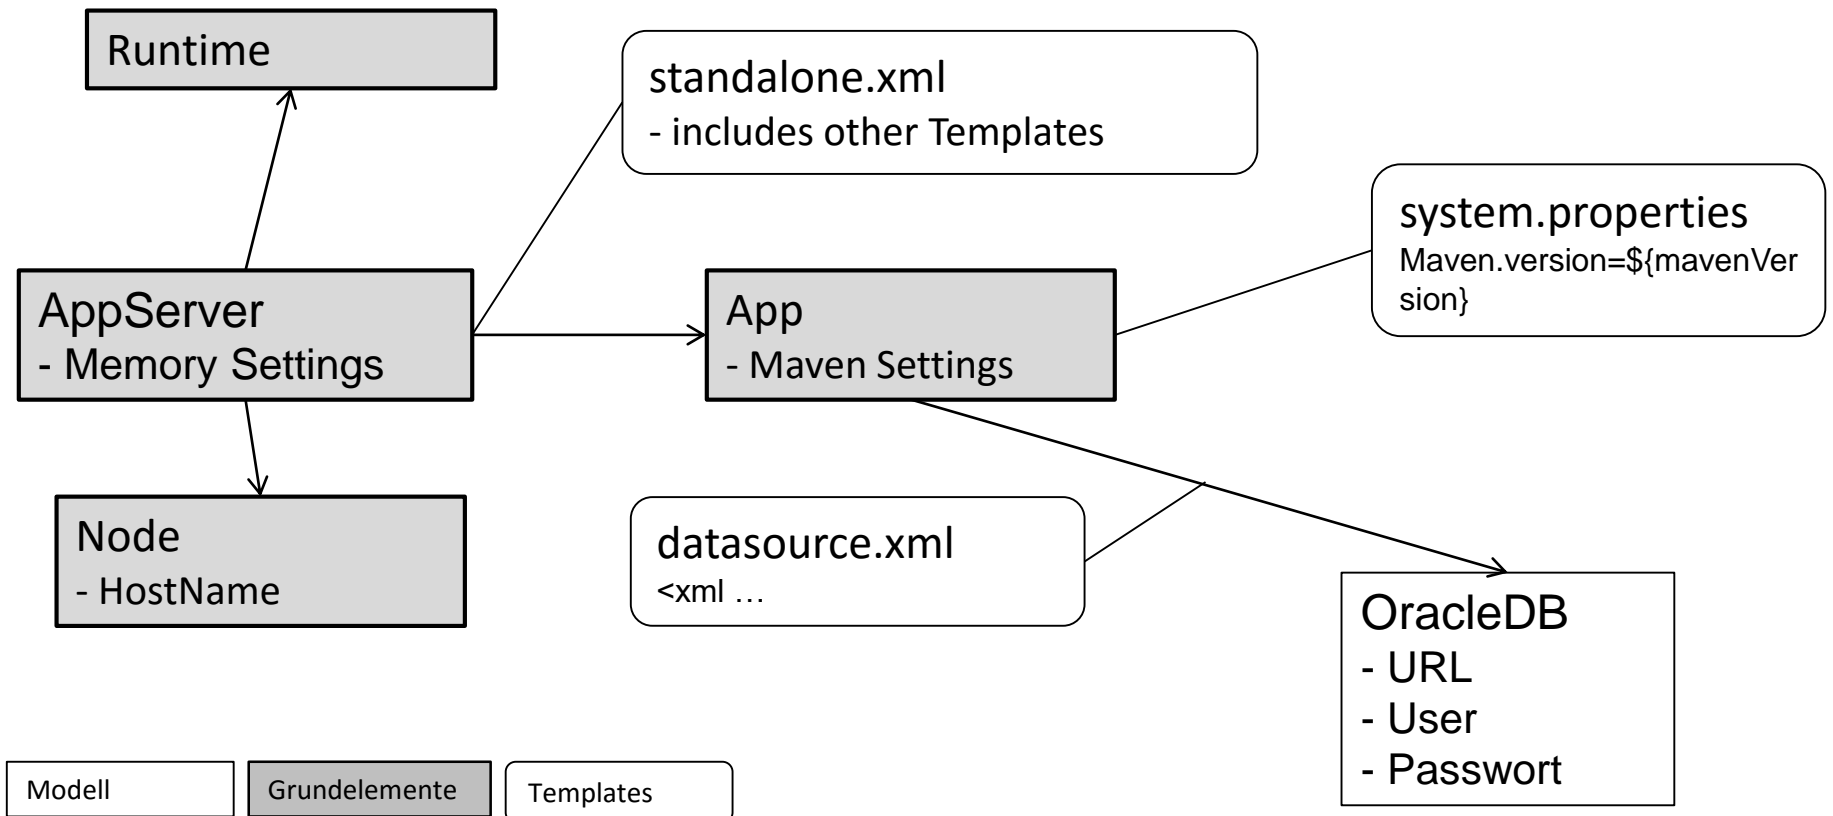 Runtime
standalone.xml
- includes other Templates
system.properties
Maven.version=${mavenVer
sion}
AppServer
- Memory Settings
App
- Maven Settings
Node
- HostName
datasource.xml
<xml …
OracleDB
- URL
- User
- Passwort
Modell
Grundelemente
Templates